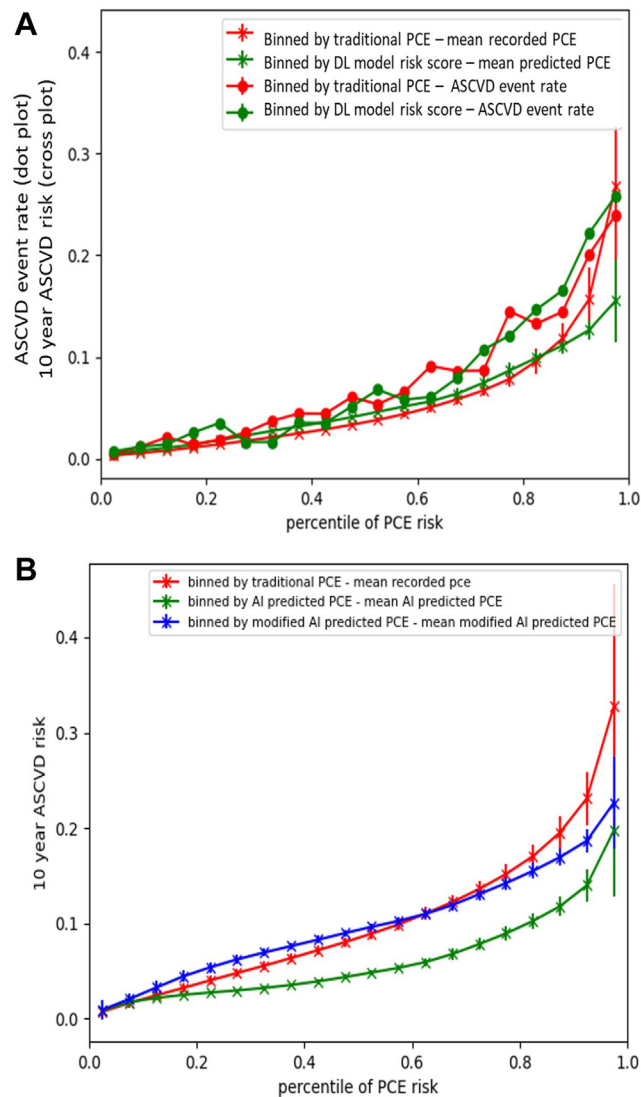 A
Binned by traditional PCE – mean recorded PCE
Binned by DL model risk score – mean predicted PCE
Binned by traditional PCE – ASCVD event rate
Binned by DL model risk score – ASCVD event rate
ASCVD event rate (dot plot)
10 year ASCVD risk (cross plot)
0.4
0.3
0.2
0.1
0.0
0.0 0.2 0.4 0.6 0.8 1.0
percentile of PCE risk
B
binned by traditional PCE - mean recorded pce
binned by AI predicted PCE - mean AI predicted PCE
binned by modified AI predicted PCE - mean modified AI predicted PCE
10 year ASCVD risk
0.4
0.3
0.2
0.1
0.0
0.0 0.2 0.4 0.6 0.8 1.0
percentile of PCE risk